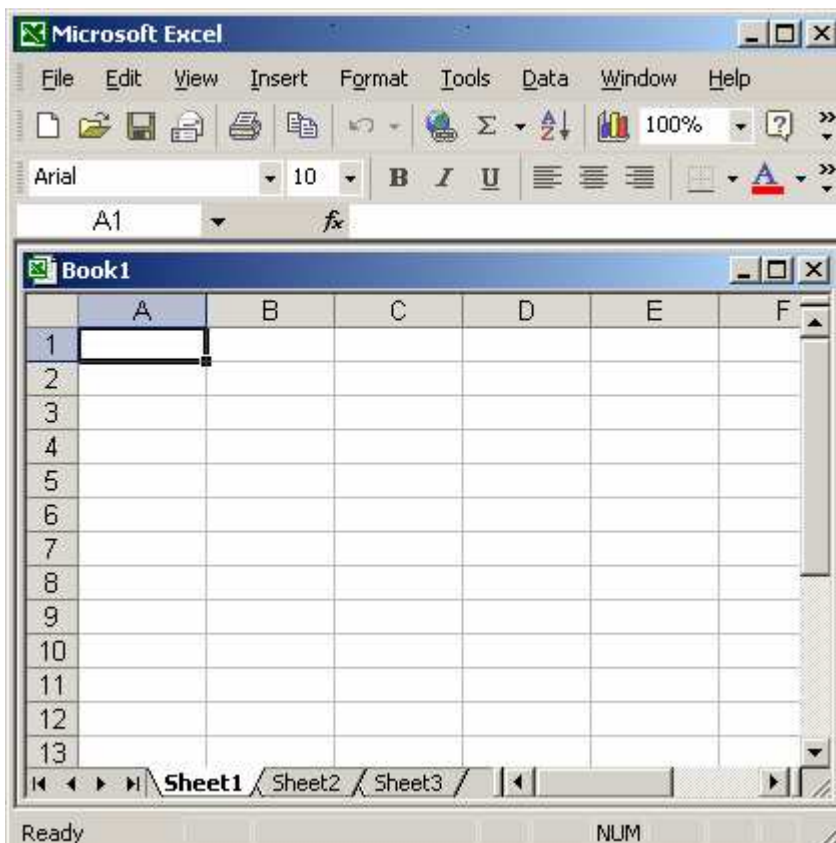 Microsoft Excel
File Edit View Insert Format Tools Data Window Help
Σ A Z 100% ?
Arial 10 B I U A
A1 fx
Book1
A B C D E F
1
2
3
4
5
6
7
8
9
10
11
12
13
Sheet1 Sheet2 Sheet3
Ready NUM